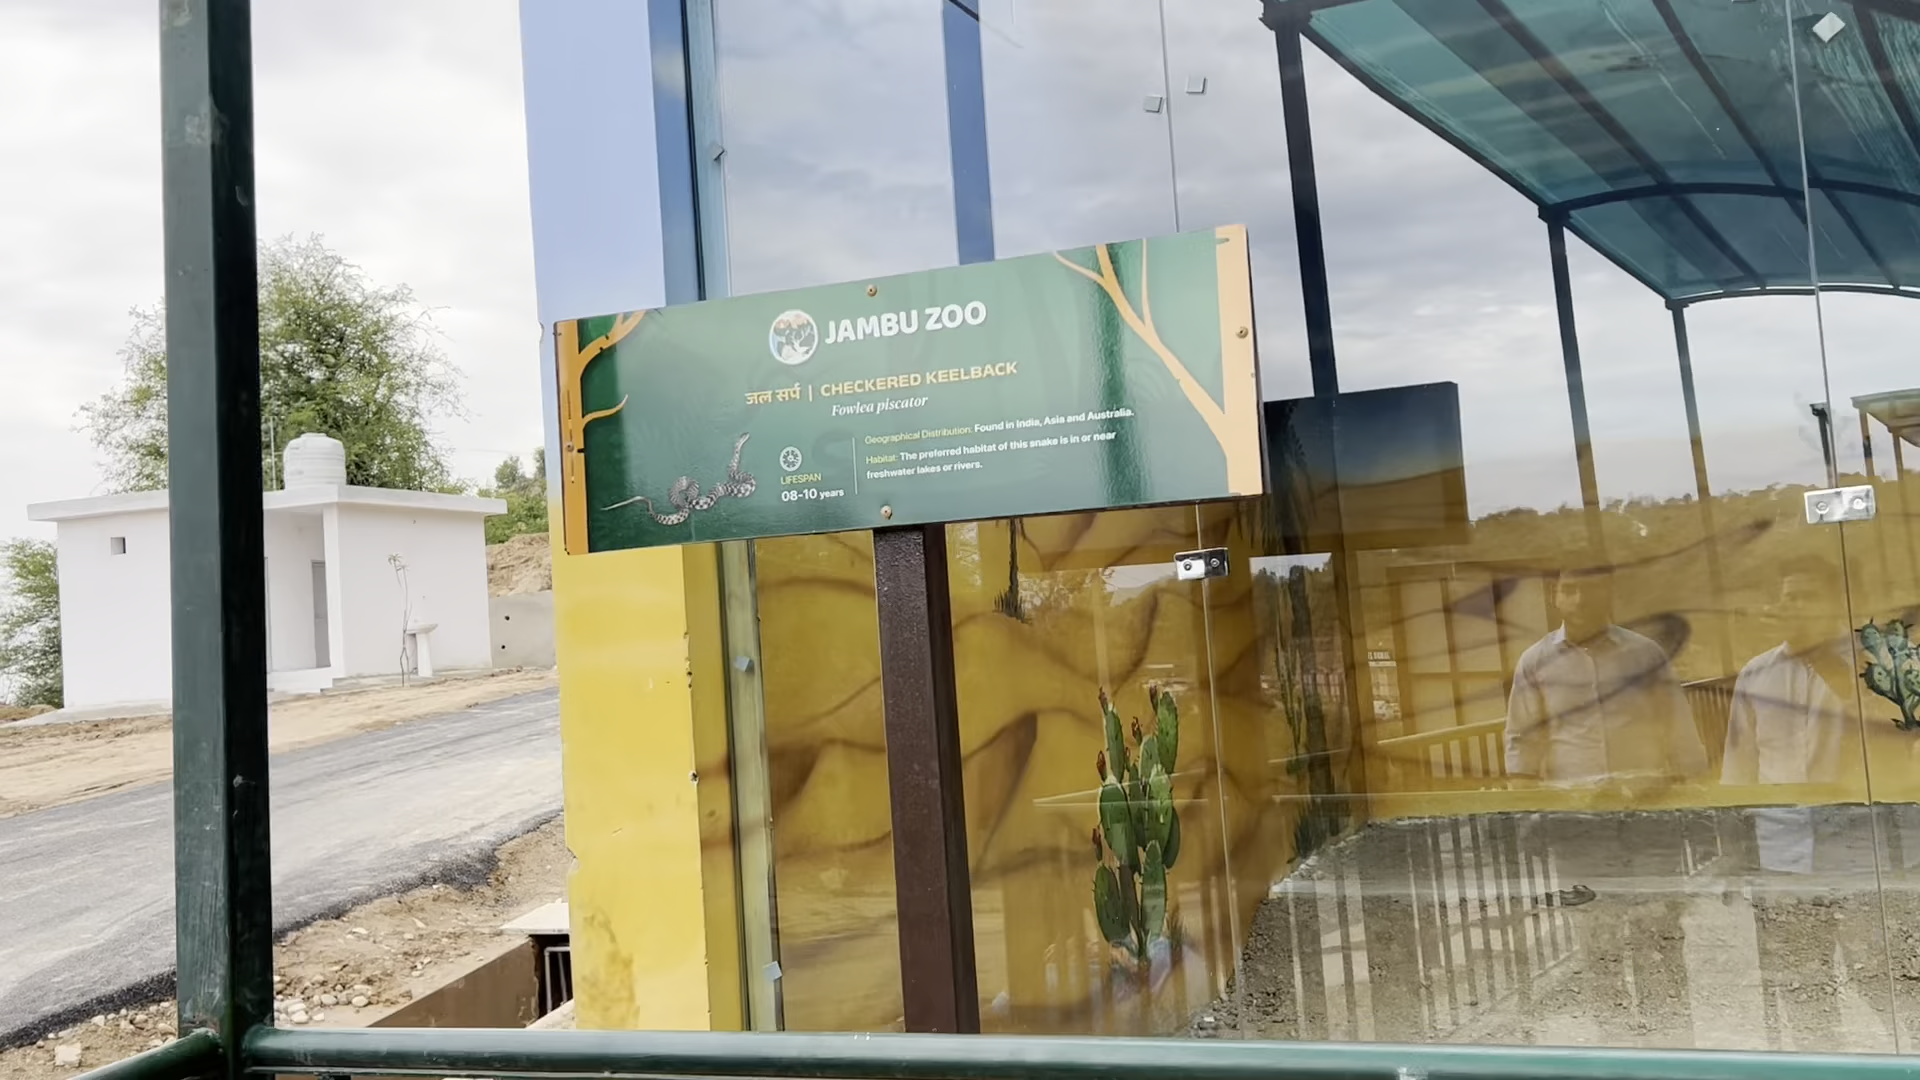 JAMBU ZOO
जल सर्प | CHECKERED KEELBACK
Fowlea piscator
LIFESPAN
08-10 years
Geographical Distribution: Found in India, Asia and Australia.
Habitat: The preferred habitat of this snake is in or near
freshwater lakes or rivers.